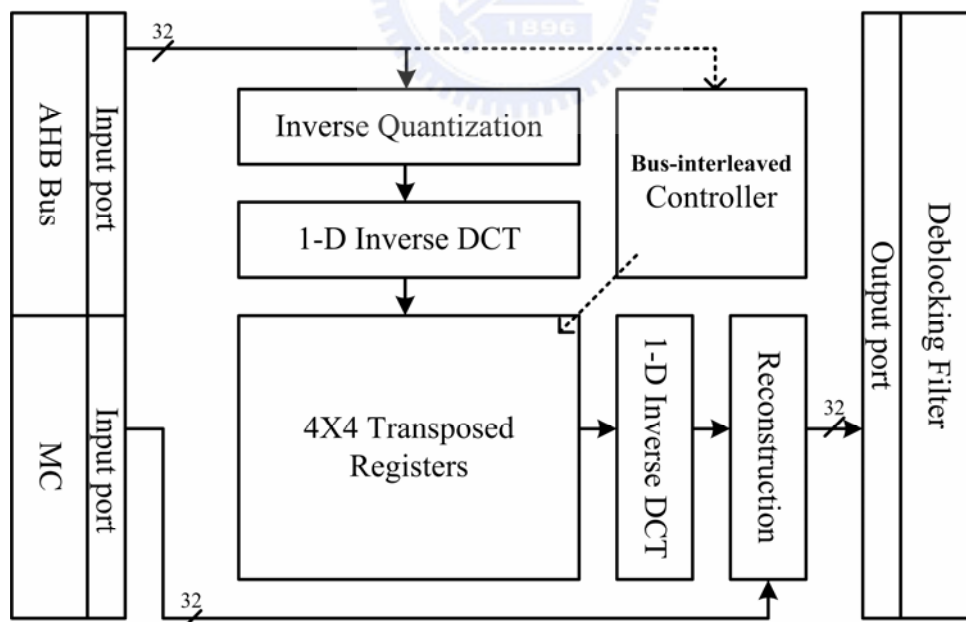 1896
32
AHB Bus
Input port
Inverse Quantization
Bus-interleaved
Controller
1-D Inverse DCT
MC
Input port
4X4 Transposed
Registers
1-D Inverse DCT
Reconstruction
32
Output port
Deblocking Filter
32